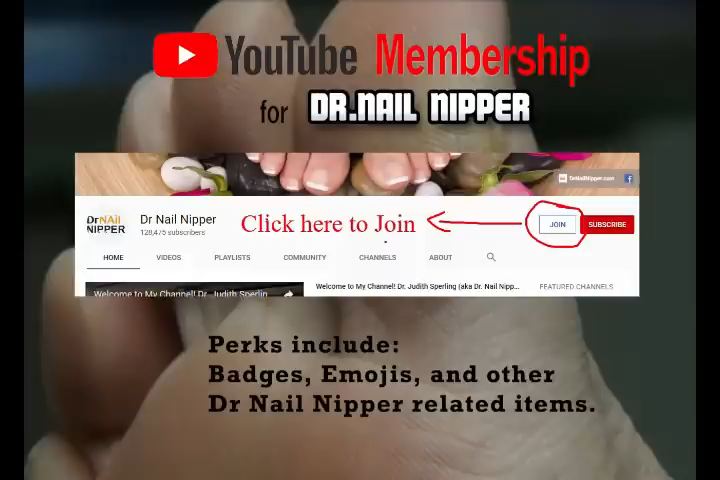 YouTube Membership
for DR.NAIL NIPPER
DrNailNipper.com
DrNAil
NIPPER
Dr Nail Nipper
128,475 subscribers
Click here to Join
JOIN
SUBSCRIBE
HOME VIDEOS PLAYLISTS COMMUNITY CHANNELS ABOUT
Welcome to My Channel! Dr. Judith Sperlin
Welcome to My Channel! Dr. Judith Sperling (aka Dr. Nail Nipp...
FEATURED CHANNELS
Perks include:
Badges, Emojis, and other
Dr Nail Nipper related items.